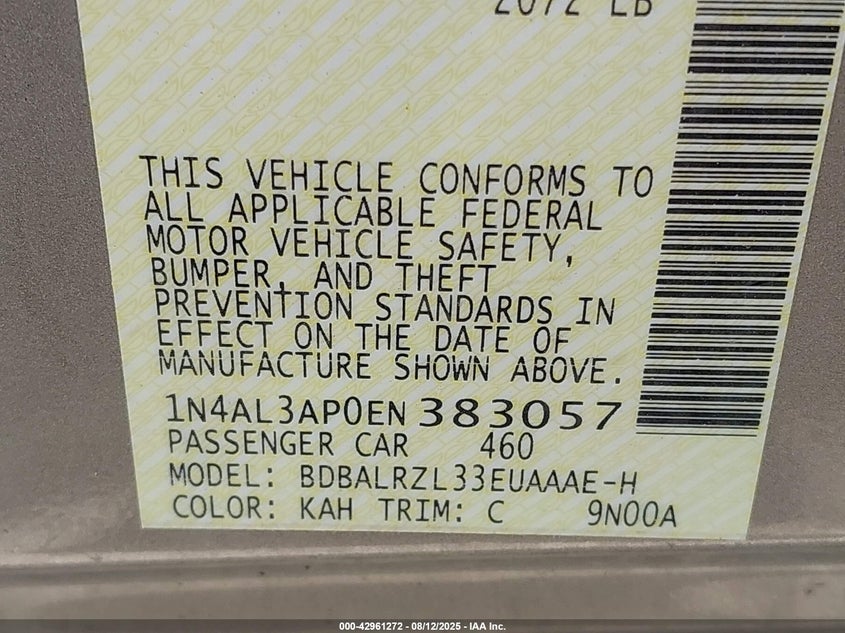 2072 LB
THIS VEHICLE CONFORMS TO
ALL APPLICABLE FEDERAL
MOTOR VEHICLE SAFETY,
BUMPER, AND THEFT
PREVENTION STANDARDS IN
EFFECT ON THE DATE OF
MANUFACTURE SHOWN ABOVE.
1N4AL3AP0EN383057
PASSENGER CAR 460
MODEL: BDBALRZL33EUAAAE-H
COLOR: KAH TRIM: C 9N00A
000-42961272 - 08/12/2025 - IAA Inc.